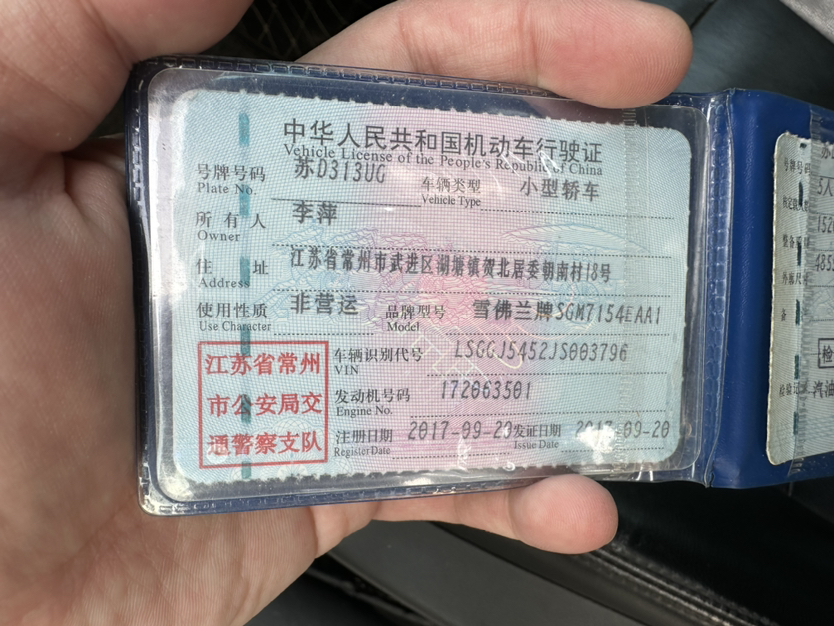 中华人民共和国机动车行驶证
Vehicle License of the People's Republic of China
号牌号码 苏D313UG 车辆类型 小型轿车
Plate No. Vehicle Type
所有人 李萍
Owner
住址 江苏省常州市武进区湖塘镇贺北居委朝南村18号
Address
使用性质 非营运 品牌型号 雪佛兰牌SGM7154EAA1
Use Character Model
江苏省常州
市公安局交
通警察支队
车辆识别代号 LSGGJ5452JS003796
VIN
发动机号码 172063501
Engine No.
注册日期 2017-09-20 发证日期 2017-09-20
Register Date Issue Date
号牌号码